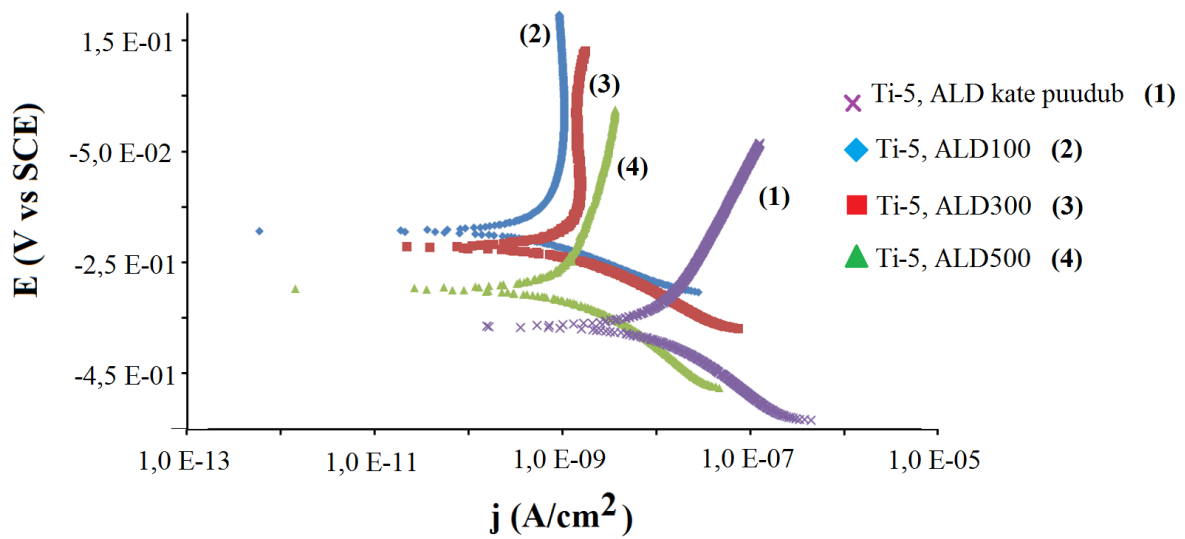 E (V vs SCE)
1,5 E-01
-5,0 E-02
-2,5 E-01
-4,5 E-01
(2)
(3)
(4)
(1)
Ti-5, ALD kate puudub (1)
Ti-5, ALD100 (2)
Ti-5, ALD300 (3)
Ti-5, ALD500 (4)
1,0 E-13
1,0 E-11
1,0 E-09
1,0 E-07
1,0 E-05
j (A/cm²)